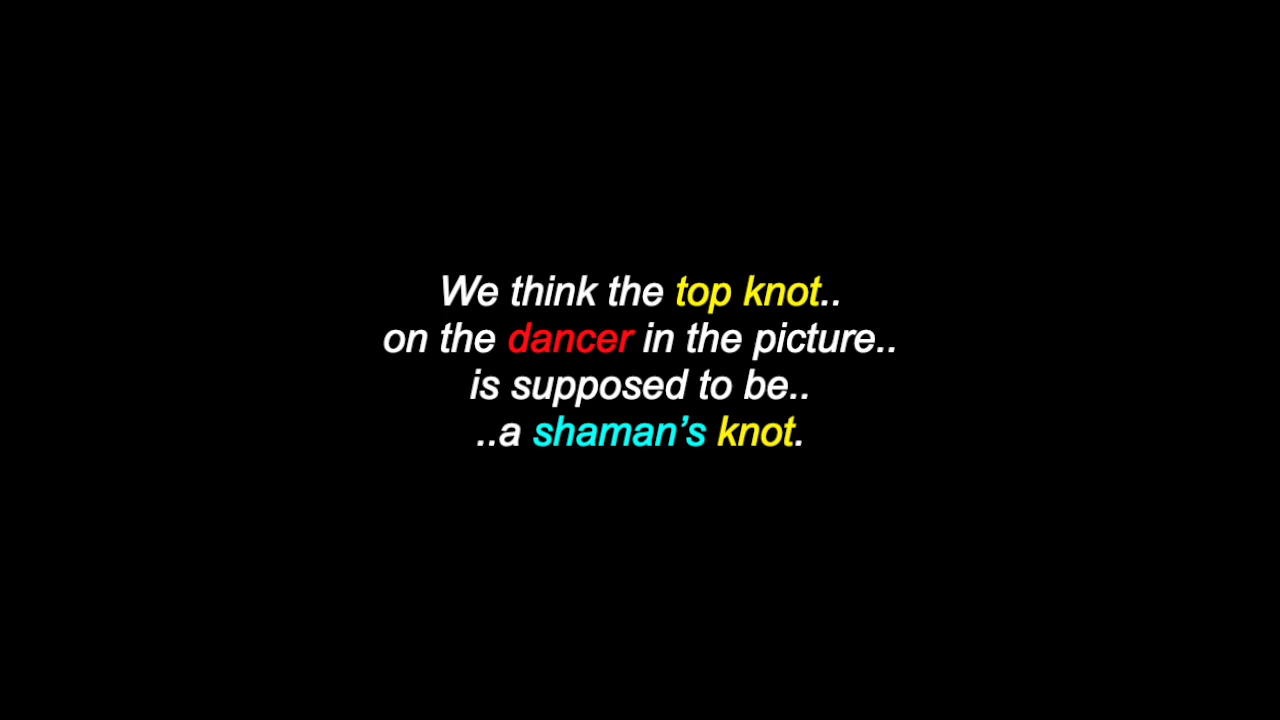 We think the top knot..
on the dancer in the picture..
is supposed to be..
..a shaman’s knot.